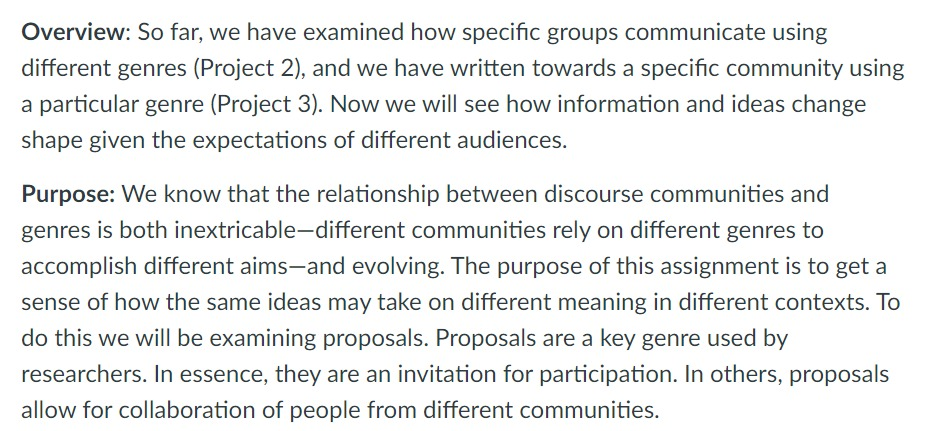 Overview: So far, we have examined how specific groups communicate using
different genres (Project 2), and we have written towards a specific community using
a particular genre (Project 3). Now we will see how information and ideas change
shape given the expectations of different audiences.
Purpose: We know that the relationship between discourse communities and
genres is both inextricable—different communities rely on different genres to
accomplish different aims—and evolving. The purpose of this assignment is to get a
sense of how the same ideas may take on different meaning in different contexts. To
do this we will be examining proposals. Proposals are a key genre used by
researchers. In essence, they are an invitation for participation. In others, proposals
allow for collaboration of people from different communities.